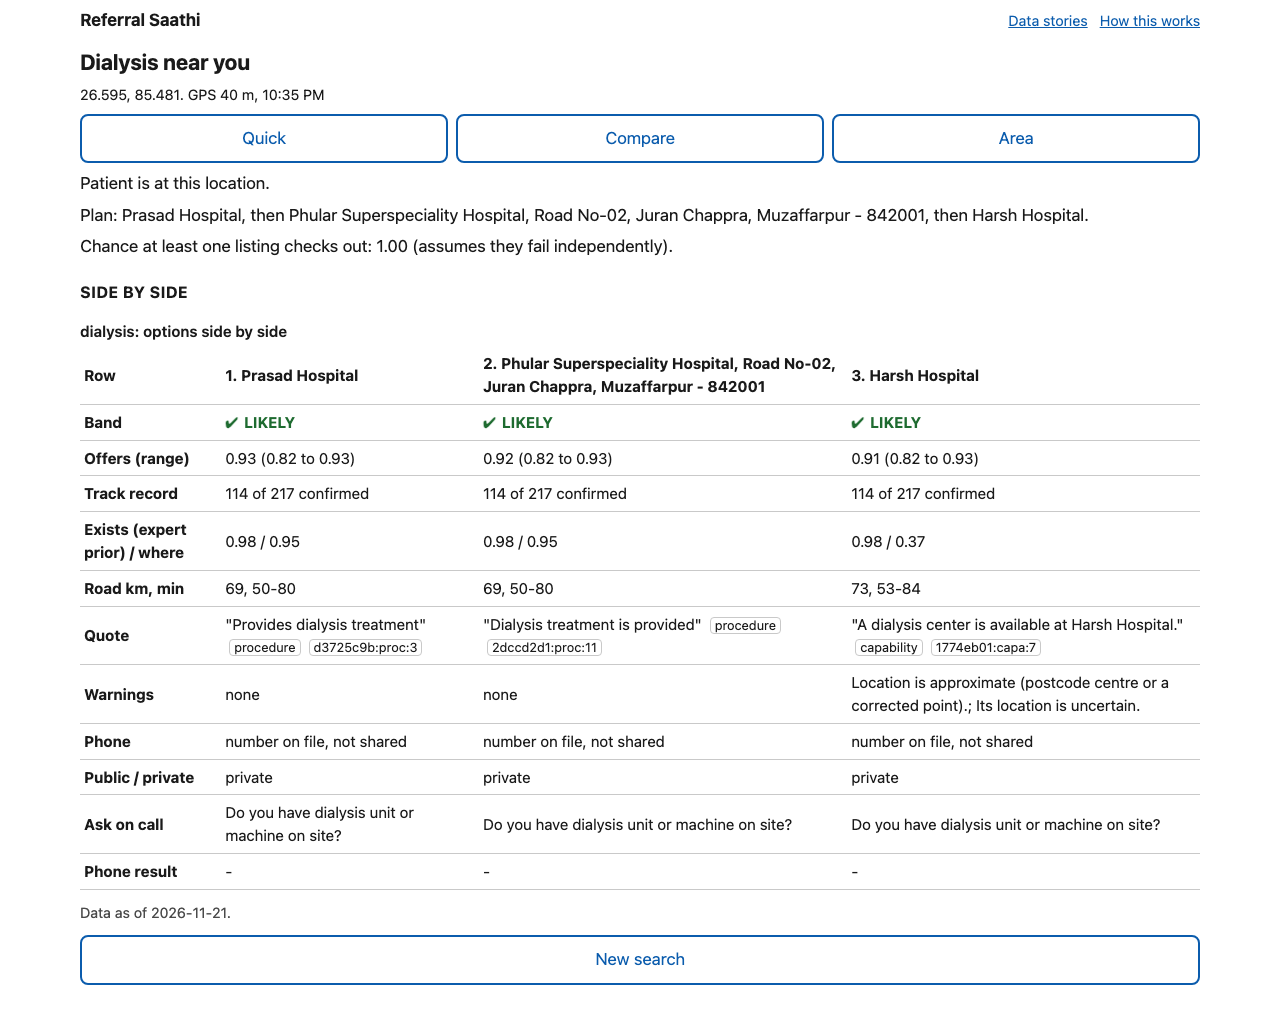 Referral Saathi
Data stories How this works
Dialysis near you
26.595, 85.481. GPS 40 m, 10:35 PM
Quick Compare Area
Patient is at this location.
Plan: Prasad Hospital, then Phular Superspeciality Hospital, Road No-02, Juran Chappra, Muzaffarpur - 842001, then Harsh Hospital.
Chance at least one listing checks out: 1.00 (assumes they fail independently).
SIDE BY SIDE
dialysis: options side by side
Row 1. Prasad Hospital 2. Phular Superspeciality Hospital, Road No-02, Juran Chappra, Muzaffarpur - 842001 3. Harsh Hospital
Band ✔ LIKELY ✔ LIKELY ✔ LIKELY
Offers (range) 0.93 (0.82 to 0.93) 0.92 (0.82 to 0.93) 0.91 (0.82 to 0.93)
Track record 114 of 217 confirmed 114 of 217 confirmed 114 of 217 confirmed
Exists (expert prior) / where 0.98 / 0.95 0.98 / 0.95 0.98 / 0.37
Road km, min 69, 50-80 69, 50-80 73, 53-84
Quote "Provides dialysis treatment" procedure d3725c9b:proc:3 "Dialysis treatment is provided" procedure 2dccd2d1:proc:11 "A dialysis center is available at Harsh Hospital." capability 1774eb01:capa:7
Warnings none none Location is approximate (postcode centre or a corrected point).; Its location is uncertain.
Phone number on file, not shared number on file, not shared number on file, not shared
Public / private private private private
Ask on call Do you have dialysis unit or machine on site? Do you have dialysis unit or machine on site? Do you have dialysis unit or machine on site?
Phone result - - -
Data as of 2026-11-21.
New search